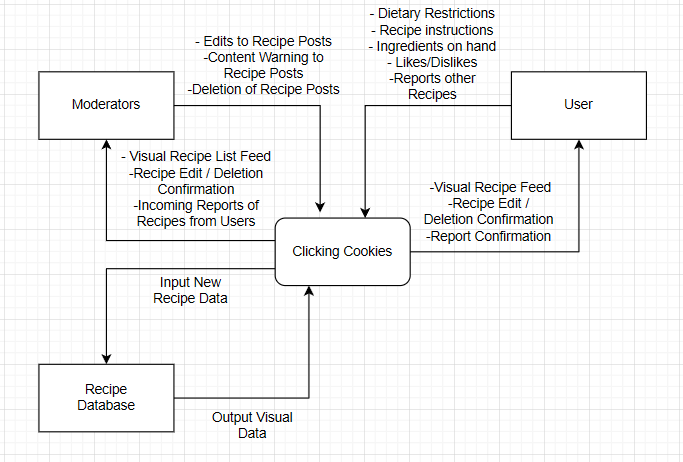 - Dietary Restrictions
- Recipe instructions
- Ingredients on hand
- Likes/Dislikes
-Reports other
Recipes
- Edits to Recipe Posts
-Content Warning to
Recipe Posts
-Deletion of Recipe Posts
Moderators
User
- Visual Recipe List Feed
-Recipe Edit / Deletion
Confirmation
-Incoming Reports of
Recipes from Users
-Visual Recipe Feed
-Recipe Edit /
Deletion Confirmation
-Report Confirmation
Clicking Cookies
Input New
Recipe Data
Recipe
Database
Output Visual
Data